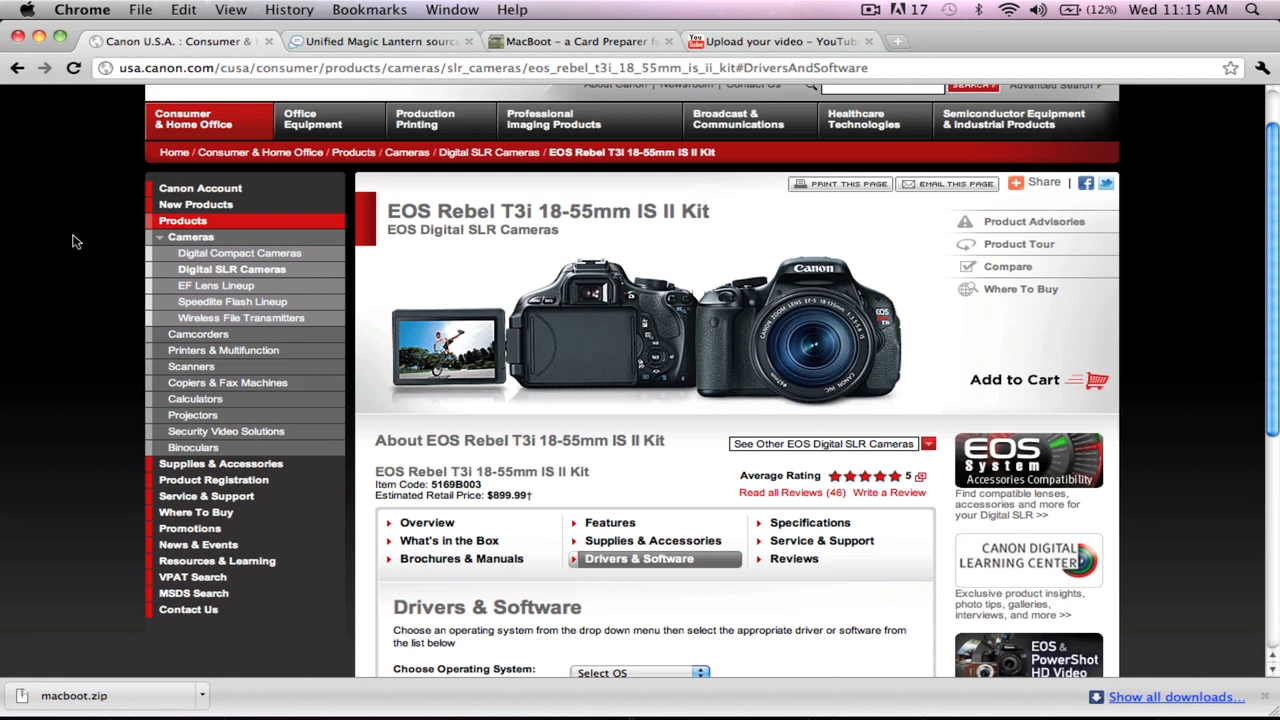 Chrome File Edit View History Bookmarks Window Help 17 (12%) Wed 11:15 AM
Canon U.S.A. : Consumer & Unified Magic Lantern sourc MacBoot – a Card Preparer fo Upload your video – YouTub
usa.canon.com/cusa/consumer/products/cameras/slr_cameras/eos_rebel_t3i_18_55mm_is_ii_kit#DriversAndSoftware
About Canon Newsroom Contact Us SEARCH Advanced Search
Consumer & Home Office
Office Equipment
Production Printing
Professional Imaging Products
Broadcast & Communications
Healthcare Technologies
Semiconductor Equipment & Industrial Products
Home / Consumer & Home Office / Products / Cameras / Digital SLR Cameras / EOS Rebel T3i 18-55mm IS II Kit
Canon Account
New Products
Products
Cameras
Digital Compact Cameras
Digital SLR Cameras
EF Lens Lineup
Speedlite Flash Lineup
Wireless File Transmitters
Camcorders
Printers & Multifunction
Scanners
Copiers & Fax Machines
Calculators
Projectors
Security Video Solutions
Binoculars
Supplies & Accessories
Product Registration
Service & Support
Where To Buy
Promotions
News & Events
Resources & Learning
VPAT Search
MSDS Search
Contact Us
PRINT THIS PAGE EMAIL THIS PAGE Share |
EOS Rebel T3i 18-55mm IS II Kit
EOS Digital SLR Cameras
Product Advisories
Product Tour
Compare
Where To Buy
Canon
Add to Cart
About EOS Rebel T3i 18-55mm IS II Kit
See Other EOS Digital SLR Cameras
EOS Rebel T3i 18-55mm IS II Kit
Item Code: 5169B003
Estimated Retail Price: $899.99†
Average Rating 5
Read all Reviews (46) Write a Review
Overview Features Specifications
What's in the Box Supplies & Accessories Service & Support
Brochures & Manuals Drivers & Software Reviews
Drivers & Software
Choose an operating system from the drop down menu then select the appropriate driver or software from
the list below
Choose Operating System: Select OS
EOS
System
Accessories Compatibility
Find compatible lenses,
accessories and more for
your Digital SLR >>
CANON DIGITAL
LEARNING CENTER
Exclusive product insights,
photo tips, galleries,
interviews, and more >>
EOS &
PowerShot
HD Video
macboot.zip
Show all downloads...